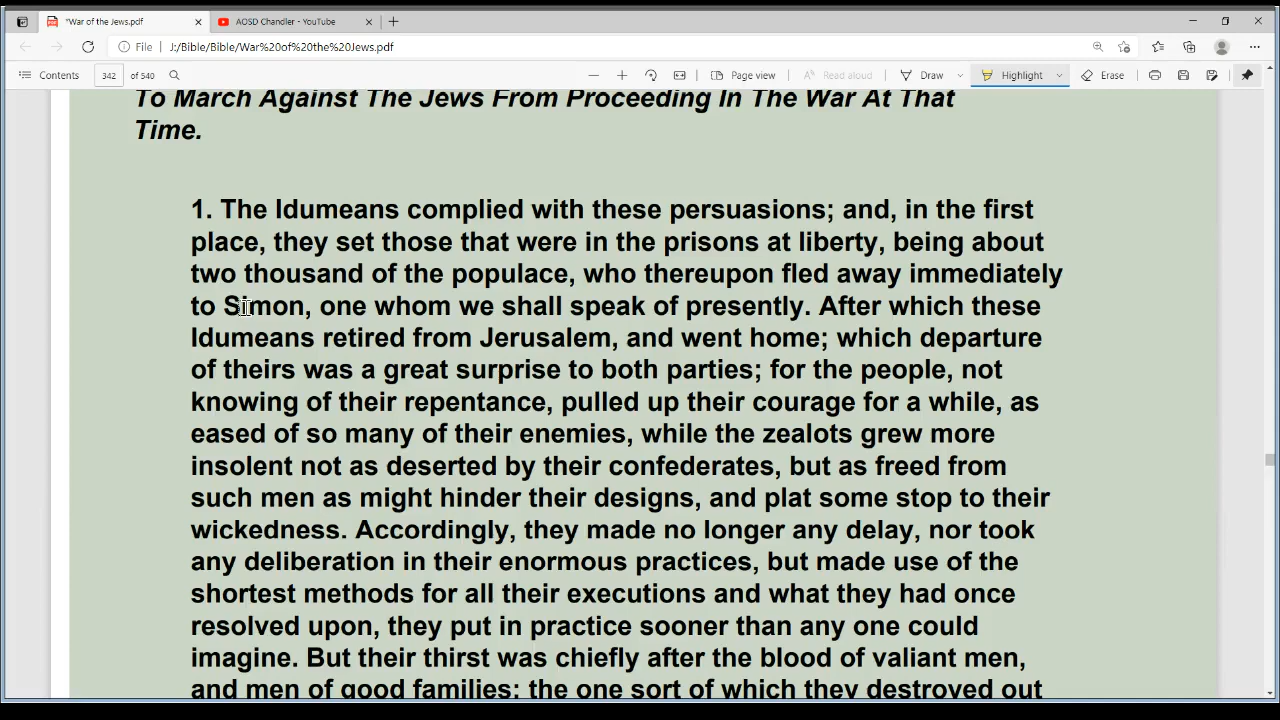 *War of the Jews.pdf
AOSD Chandler - YouTube
File
J:/Bible/Bible/War%20of%20the%20Jews.pdf
Contents
342
of 540
Page view
Read aloud
Draw
Highlight
Erase
To March Against The Jews From Proceeding In The War At That
Time.
1. The Idumeans complied with these persuasions; and, in the first
place, they set those that were in the prisons at liberty, being about
two thousand of the populace, who thereupon fled away immediately
to Simon, one whom we shall speak of presently. After which these
Idumeans retired from Jerusalem, and went home; which departure
of theirs was a great surprise to both parties; for the people, not
knowing of their repentance, pulled up their courage for a while, as
eased of so many of their enemies, while the zealots grew more
insolent not as deserted by their confederates, but as freed from
such men as might hinder their designs, and plat some stop to their
wickedness. Accordingly, they made no longer any delay, nor took
any deliberation in their enormous practices, but made use of the
shortest methods for all their executions and what they had once
resolved upon, they put in practice sooner than any one could
imagine. But their thirst was chiefly after the blood of valiant men,
and men of good families; the one sort of which they destroyed out